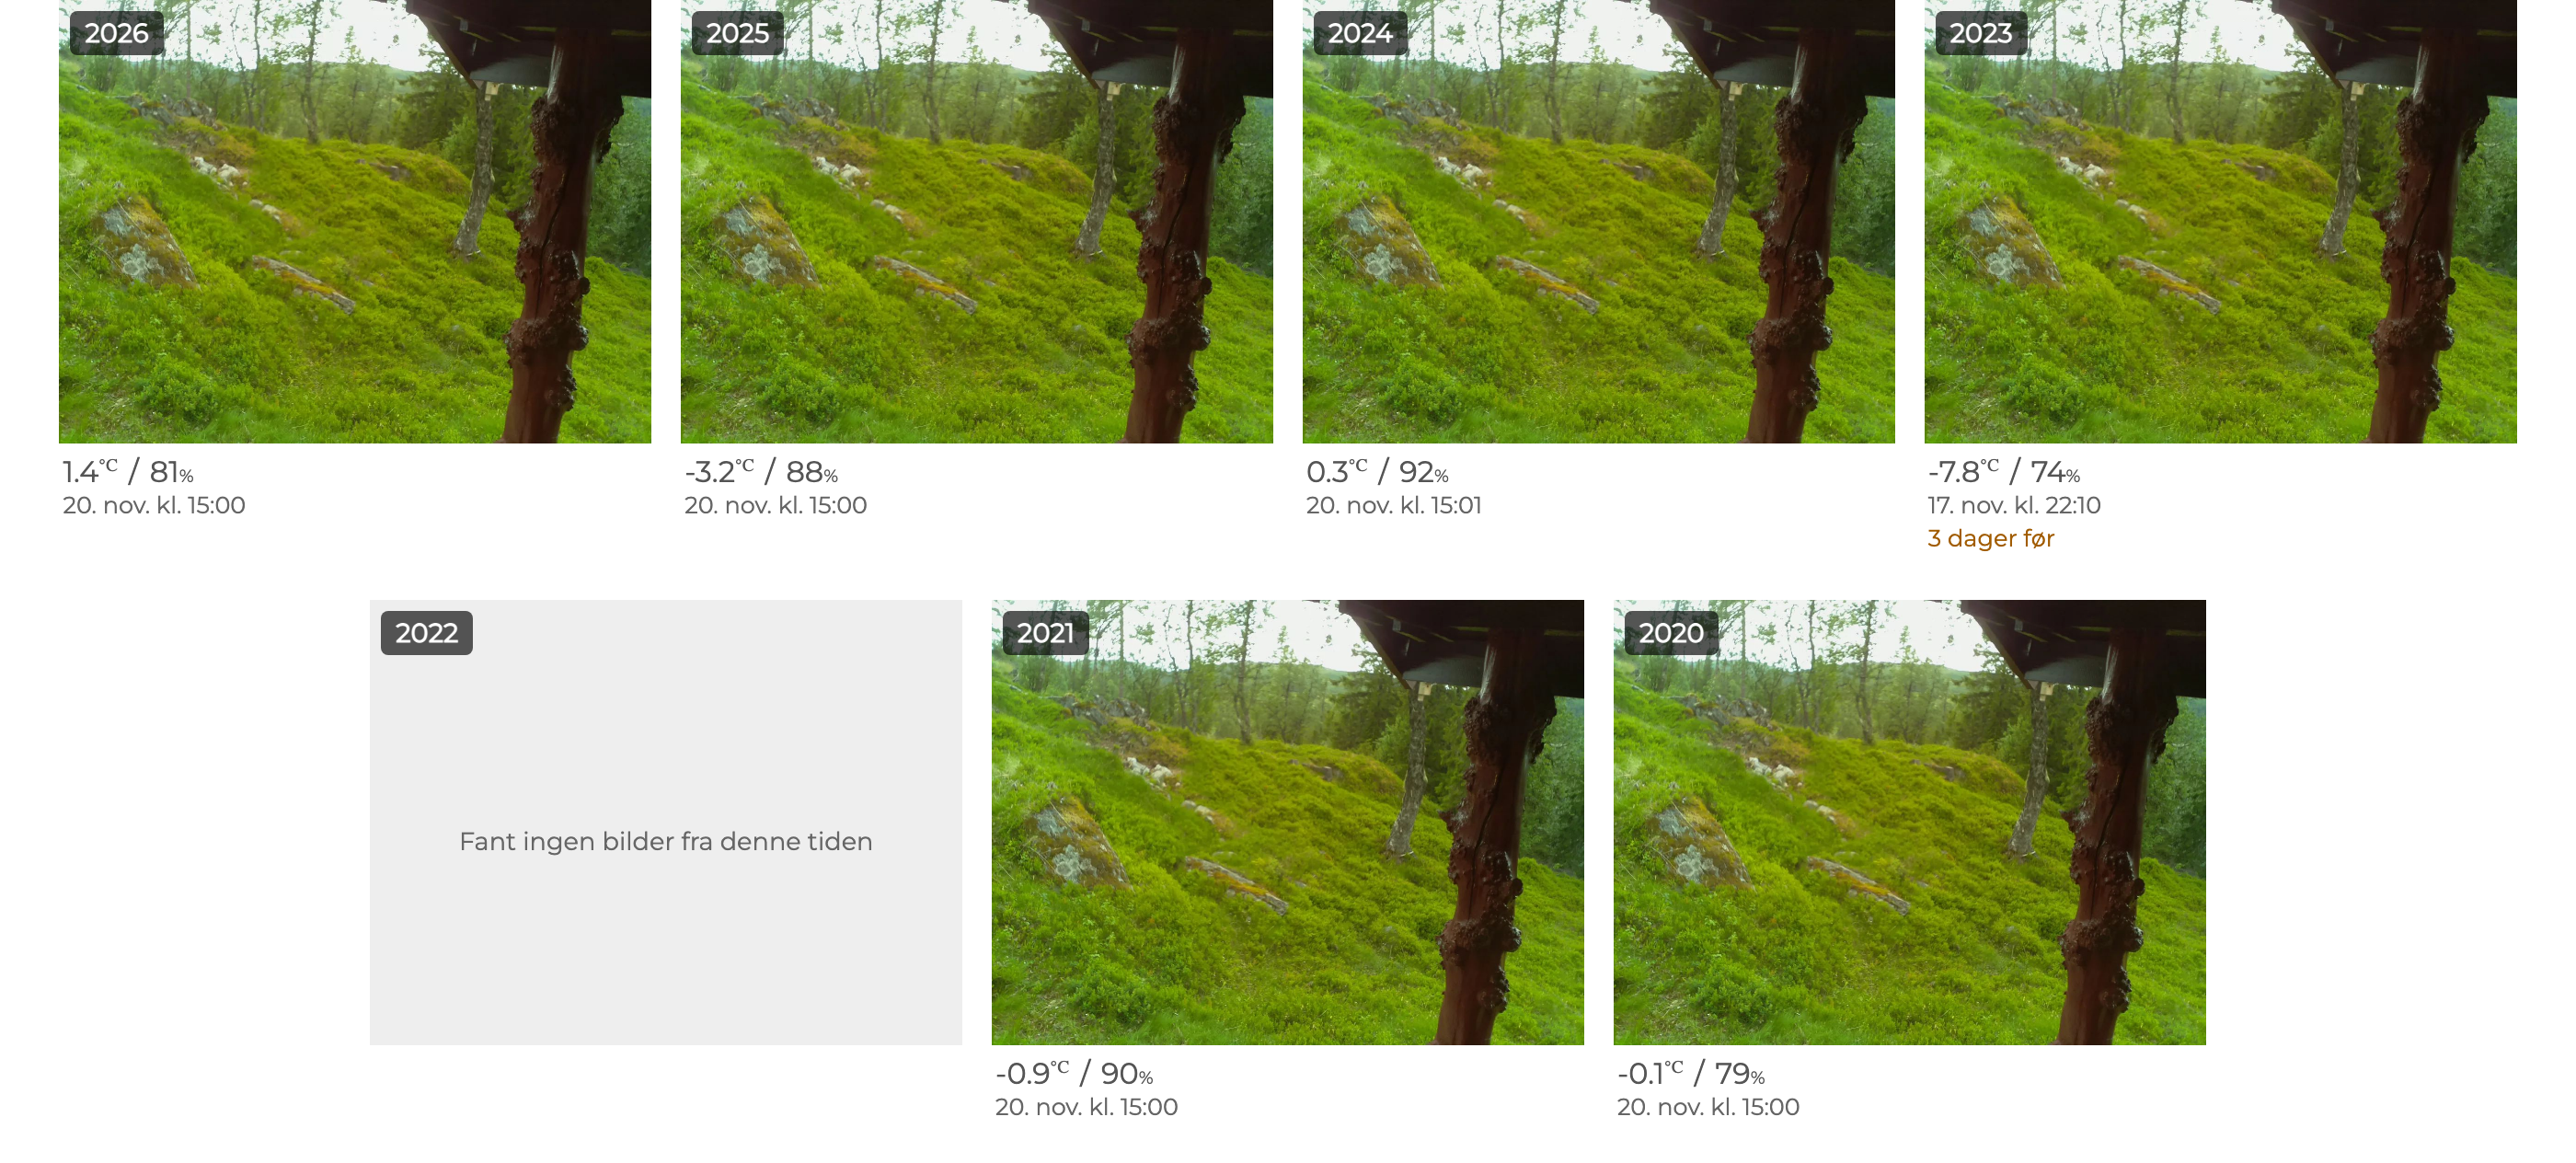 2026
1.4°C / 81%
20. nov. kl. 15:00
2025
-3.2°C / 88%
20. nov. kl. 15:00
2024
0.3°C / 92%
20. nov. kl. 15:01
2023
-7.8°C / 74%
17. nov. kl. 22:10
3 dager før
2022
Fant ingen bilder fra denne tiden
2021
-0.9°C / 90%
20. nov. kl. 15:00
2020
-0.1°C / 79%
20. nov. kl. 15:00